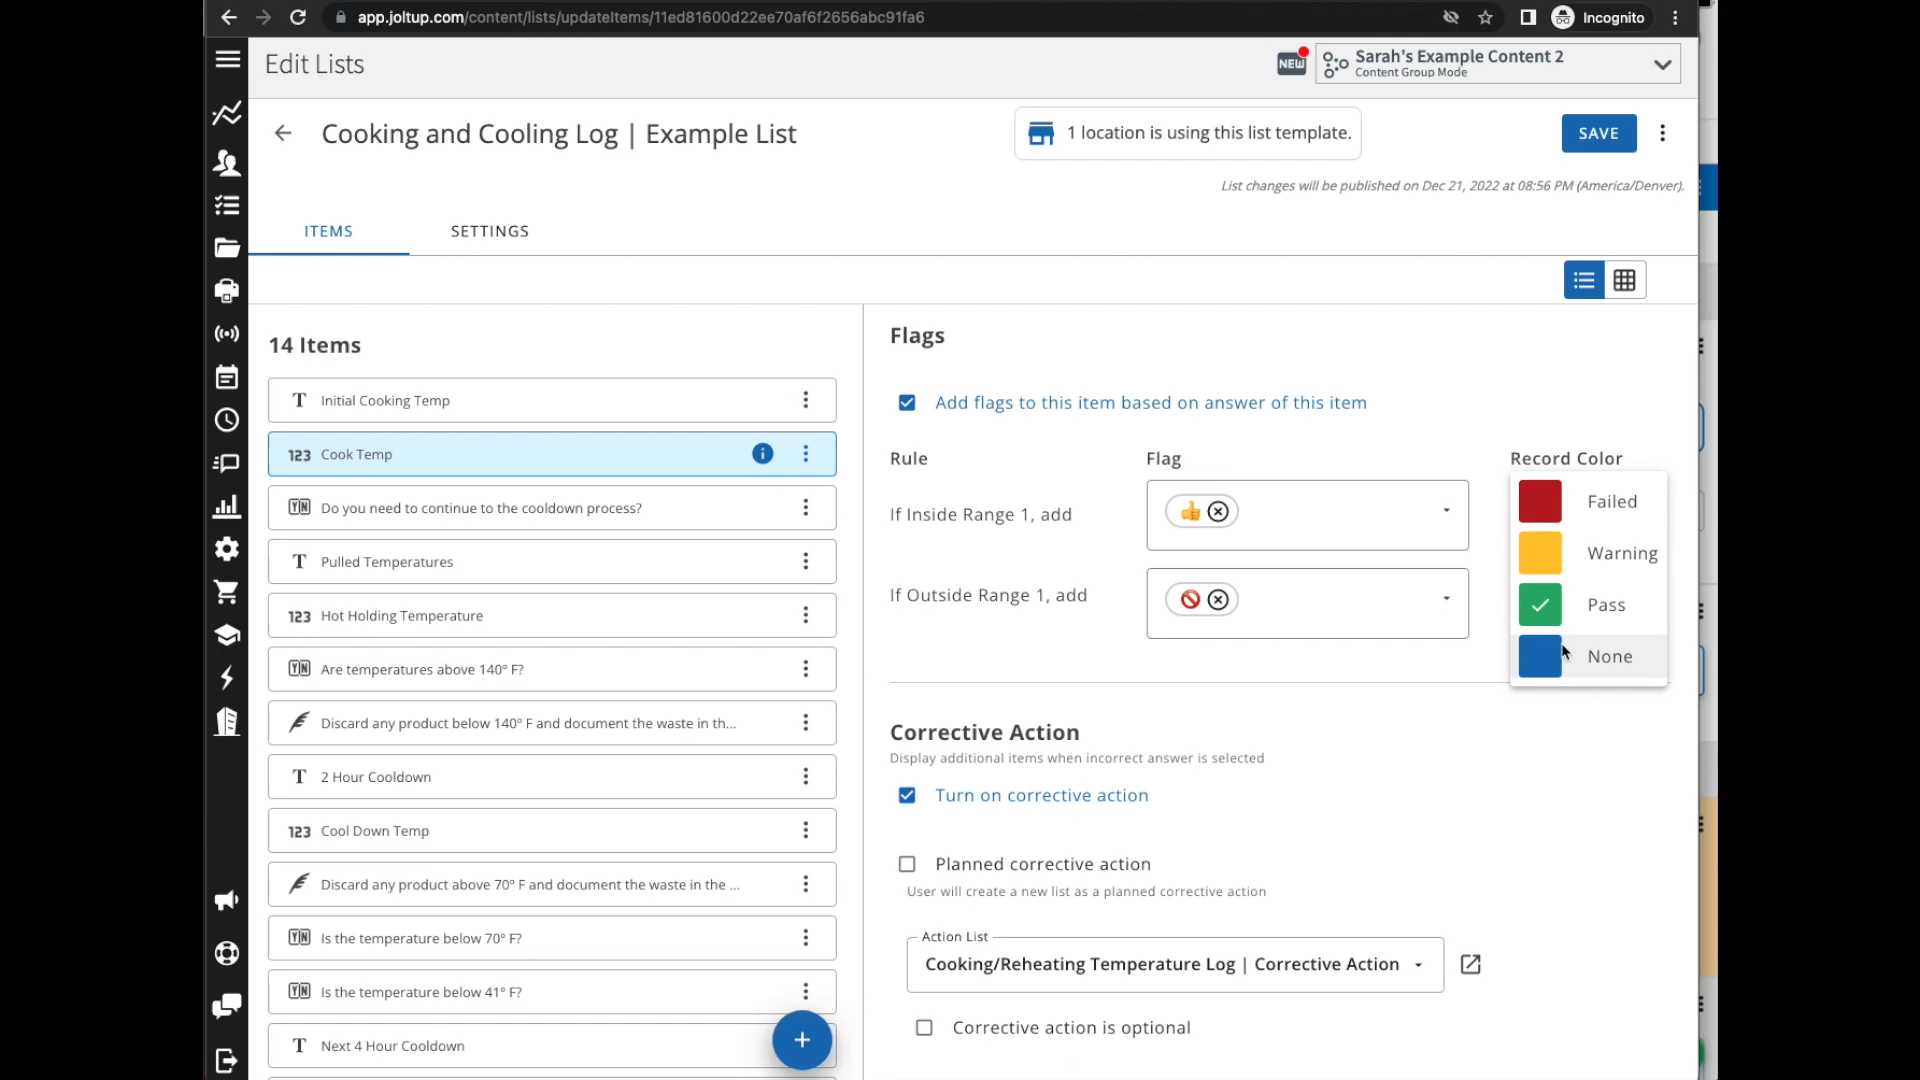 app.joltup.com/content/lists/updateItems/11ed81600d22ee70af6f2656abc91fa6
Incognito
Edit Lists
NEW
Sarah's Example Content 2
Content Group Mode
Cooking and Cooling Log | Example List
1 location is using this list template.
SAVE
List changes will be published on Dec 21, 2022 at 08:56 PM (America/Denver).
ITEMS
SETTINGS
14 Items
T Initial Cooking Temp
123 Cook Temp
YN Do you need to continue to the cooldown process?
T Pulled Temperatures
123 Hot Holding Temperature
YN Are temperatures above 140° F?
Discard any product below 140° F and document the waste in th...
T 2 Hour Cooldown
123 Cool Down Temp
Discard any product above 70° F and document the waste in the ...
YN Is the temperature below 70° F?
YN Is the temperature below 41° F?
T Next 4 Hour Cooldown
Flags
Add flags to this item based on answer of this item
Rule
Flag
Record Color
If Inside Range 1, add
If Outside Range 1, add
Failed
Warning
Pass
None
Corrective Action
Display additional items when incorrect answer is selected
Turn on corrective action
Planned corrective action
User will create a new list as a planned corrective action
Action List
Cooking/Reheating Temperature Log | Corrective Action
Corrective action is optional